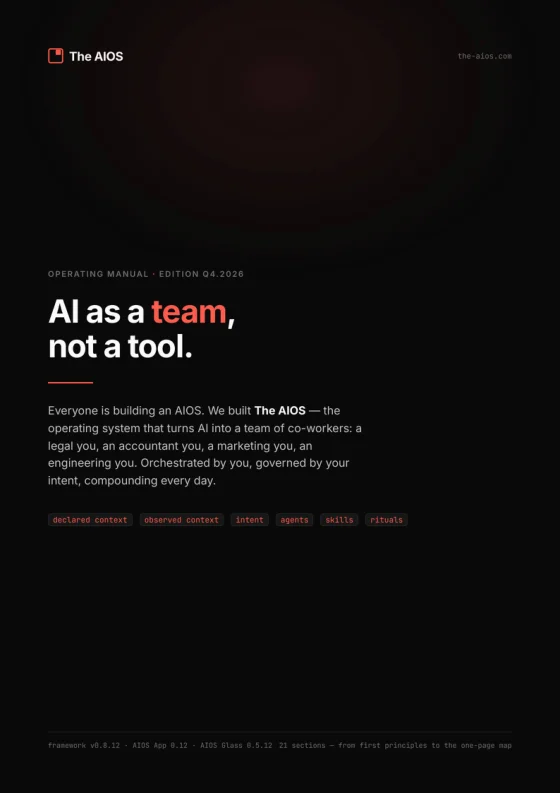 The AIOS
the-aios.com
OPERATING MANUAL · EDITION Q4.2026
AI as a team,
not a tool.
Everyone is building an AIOS. We built The AIOS — the
operating system that turns AI into a team of co-workers: a
legal you, an accountant you, a marketing you, an
engineering you. Orchestrated by you, governed by your
intent, compounding every day.
declared context observed context intent agents skills rituals
framework v0.8.12 · AIOS App 0.12 · AIOS Glass 0.5.12 21 sections — from first principles to the one-page map